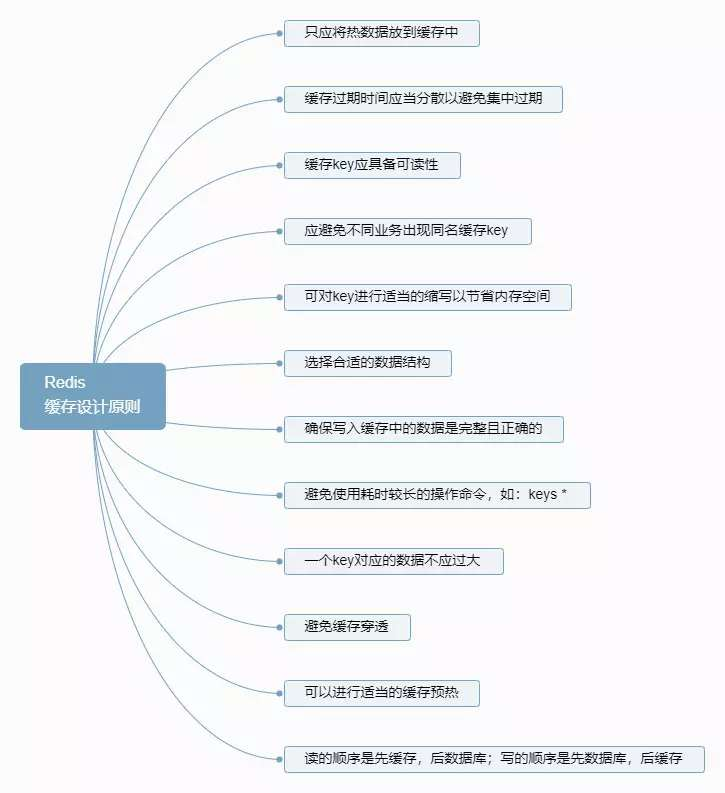 只应将热数据放到缓存中
缓存过期时间应当分散以避免集中过期
缓存key应具备可读性
应避免不同业务出现同名缓存key
可对key进行适当的缩写以节省内存空间
选择合适的数据结构
Redis
缓存设计原则
确保写入缓存中的数据是完整且正确的
避免使用耗时较长的操作命令，如：keys *
一个key对应的数据不应过大
避免缓存穿透
可以进行适当的缓存预热
读的顺序是先缓存，后数据库；写的顺序是先数据库，后缓存